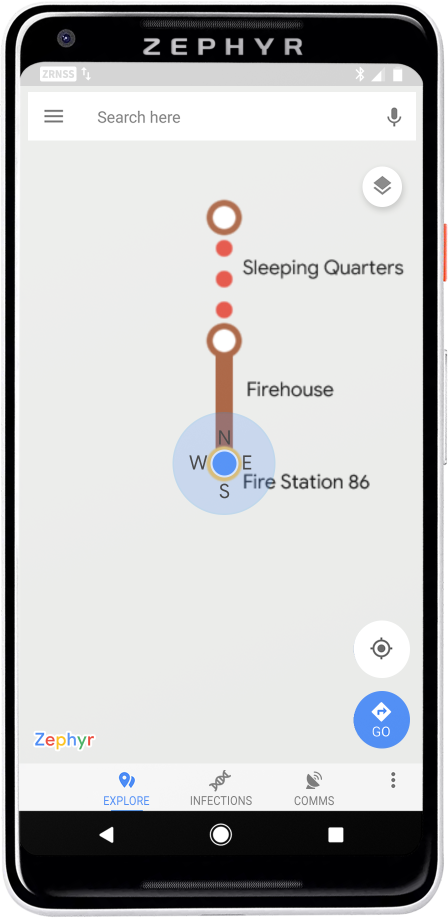 ZEPHYR
ZRNSS
Search here
Sleeping Quarters
Firehouse
N
W E
S
Fire Station 86
GO
Zephyr
EXPLORE INFECTIONS COMMS